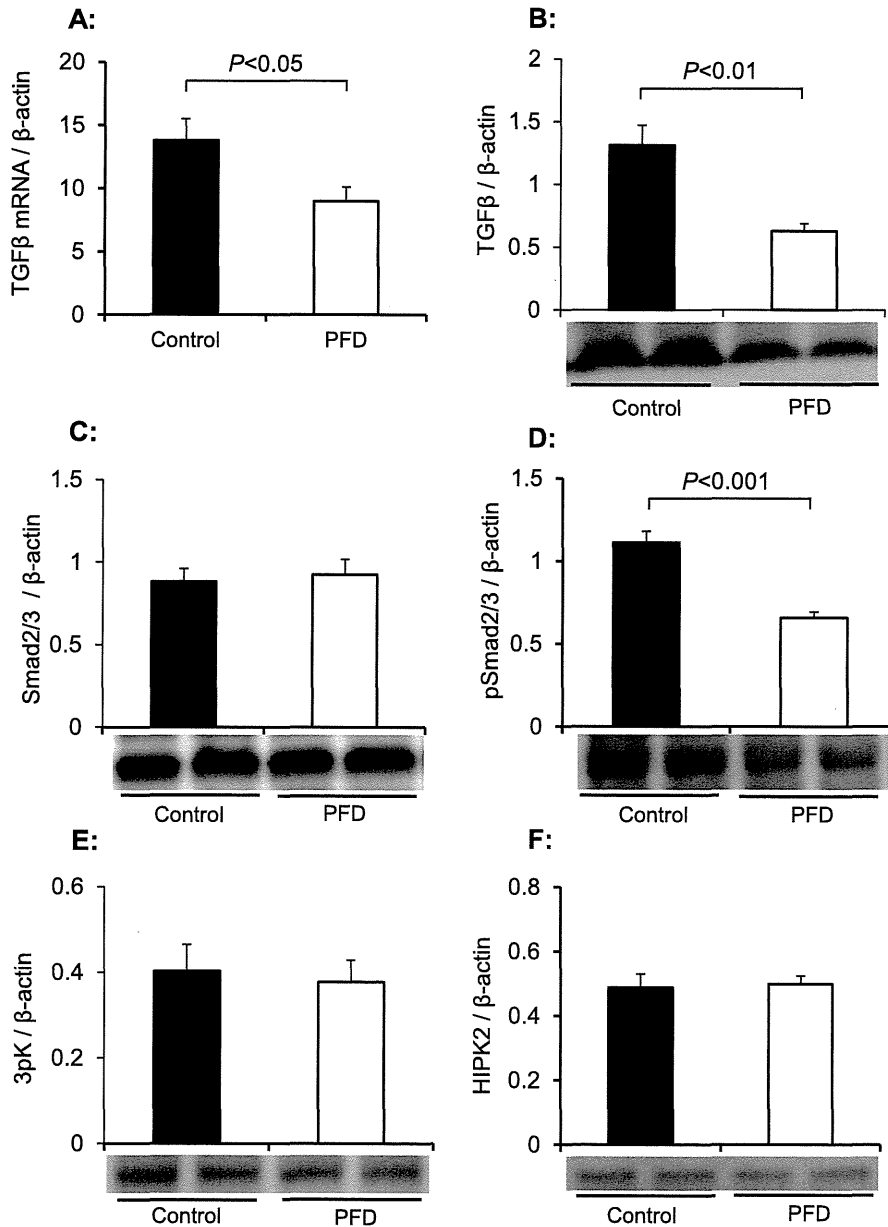 A:
TGFβ mRNA / β-actin
20
15
10
5
0
P<0.05
Control
PFD
B:
TGFβ / β-actin
2
1.5
1
0.5
0
P<0.01
Control
PFD
C:
Smad2/3 / β-actin
1.5
1
0.5
0
Control
PFD
D:
pSmad2/3 / β-actin
1.5
1
0.5
0
P<0.001
Control
PFD
E:
3pK / β-actin
0.6
0.4
0.2
0
Control
PFD
F:
HIPK2 / β-actin
0.8
0.6
0.4
0.2
0
Control
PFD